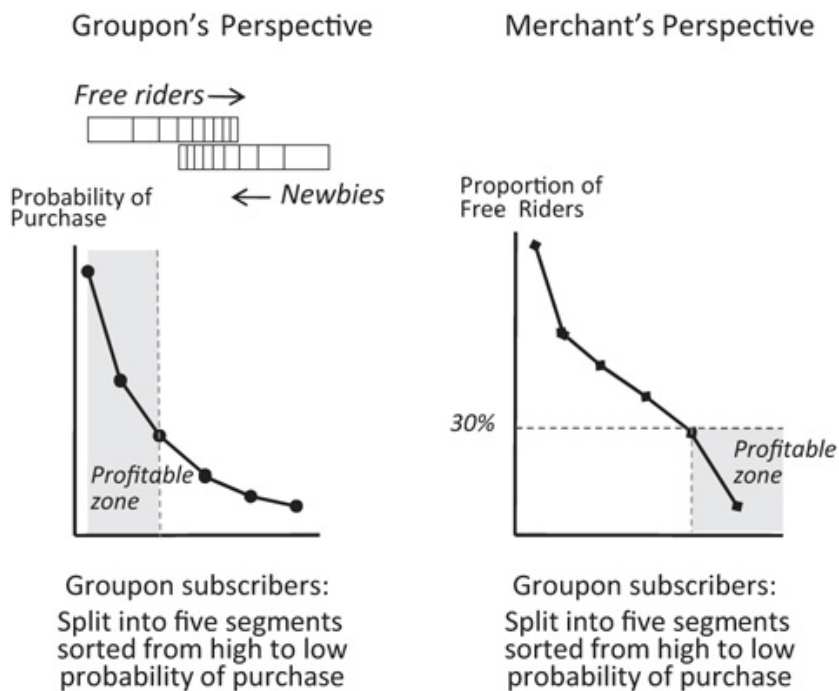 Groupon's Perspective
Free riders →
← Newbies
Probability of
Purchase
Profitable
zone
Groupon subscribers:
Split into five segments
sorted from high to low
probability of purchase
Merchant's Perspective
Proportion of
Free Riders
30%
Profitable
zone
Groupon subscribers:
Split into five segments
sorted from high to low
probability of purchase